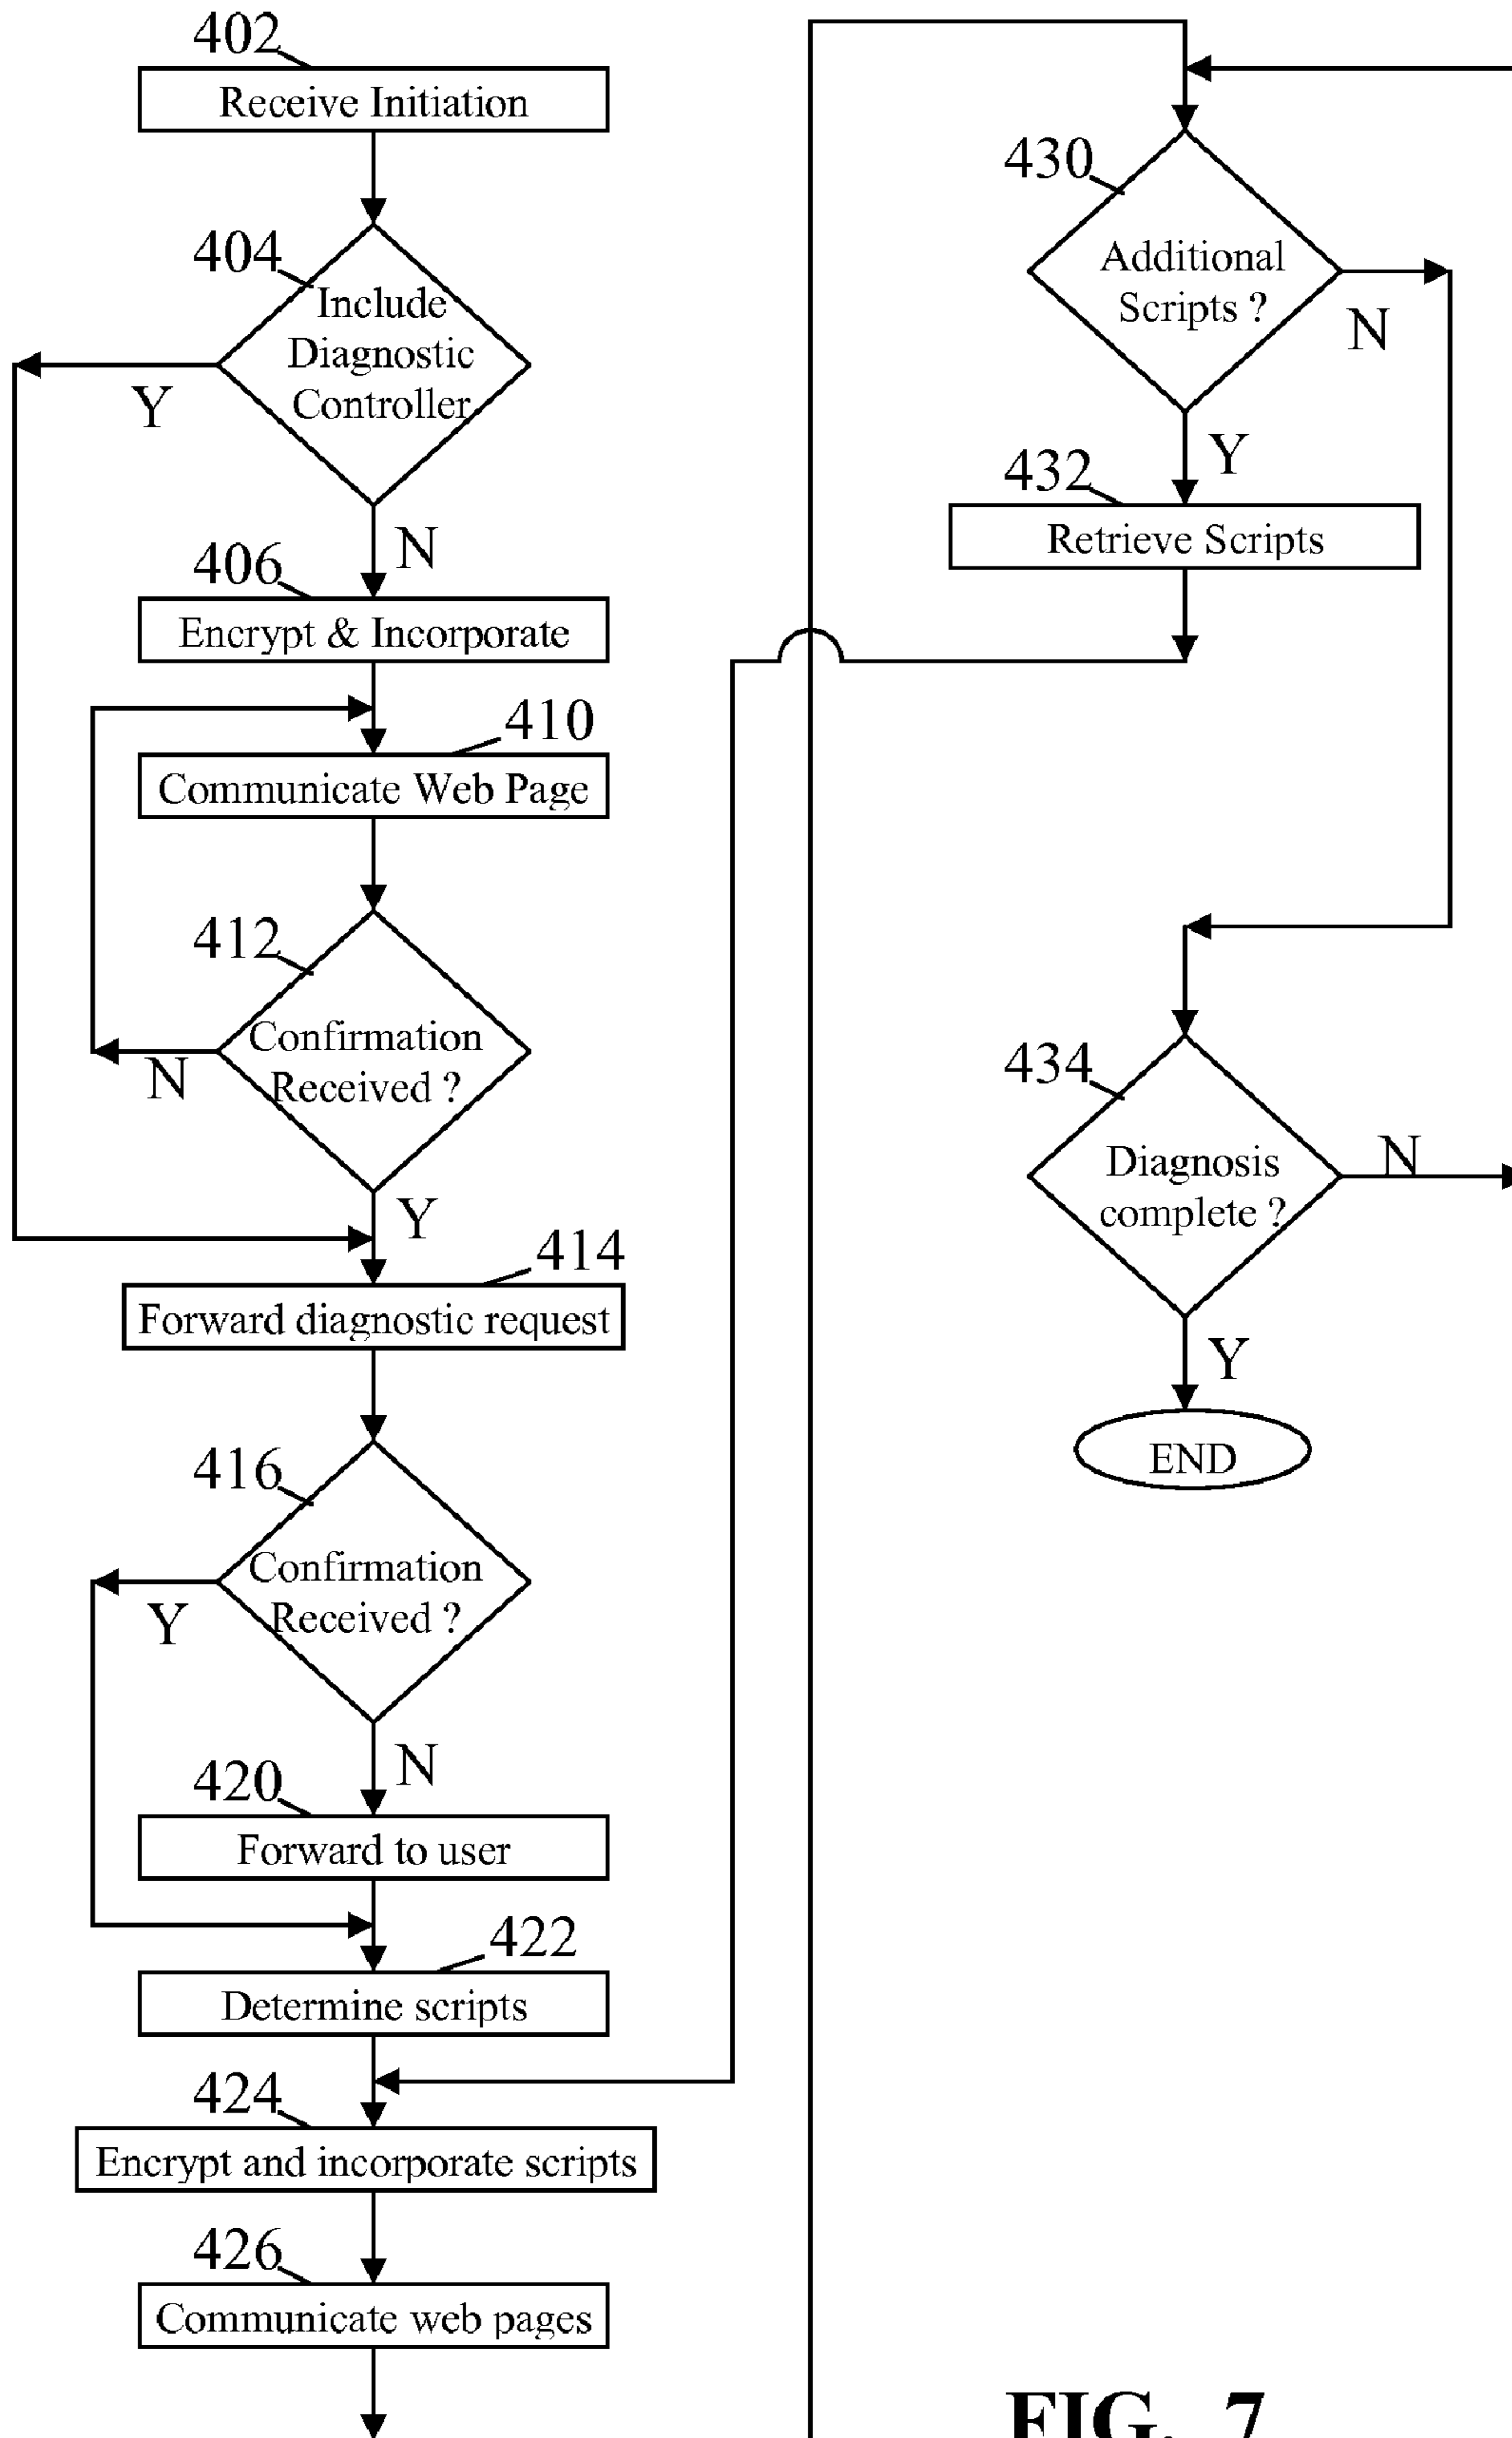 402
Receive Initiation
404
Include
Diagnostic
Controller
Y
N
406
Encrypt & Incorporate
410
Communicate Web Page
412
Confirmation
Received ?
N
Y
414
Forward diagnostic request
416
Confirmation
Received ?
Y
N
420
Forward to user
422
Determine scripts
424
Encrypt and incorporate scripts
426
Communicate web pages
430
Additional
Scripts ?
N
Y
432
Retrieve Scripts
434
Diagnosis
complete ?
N
Y
END
FIG. 7